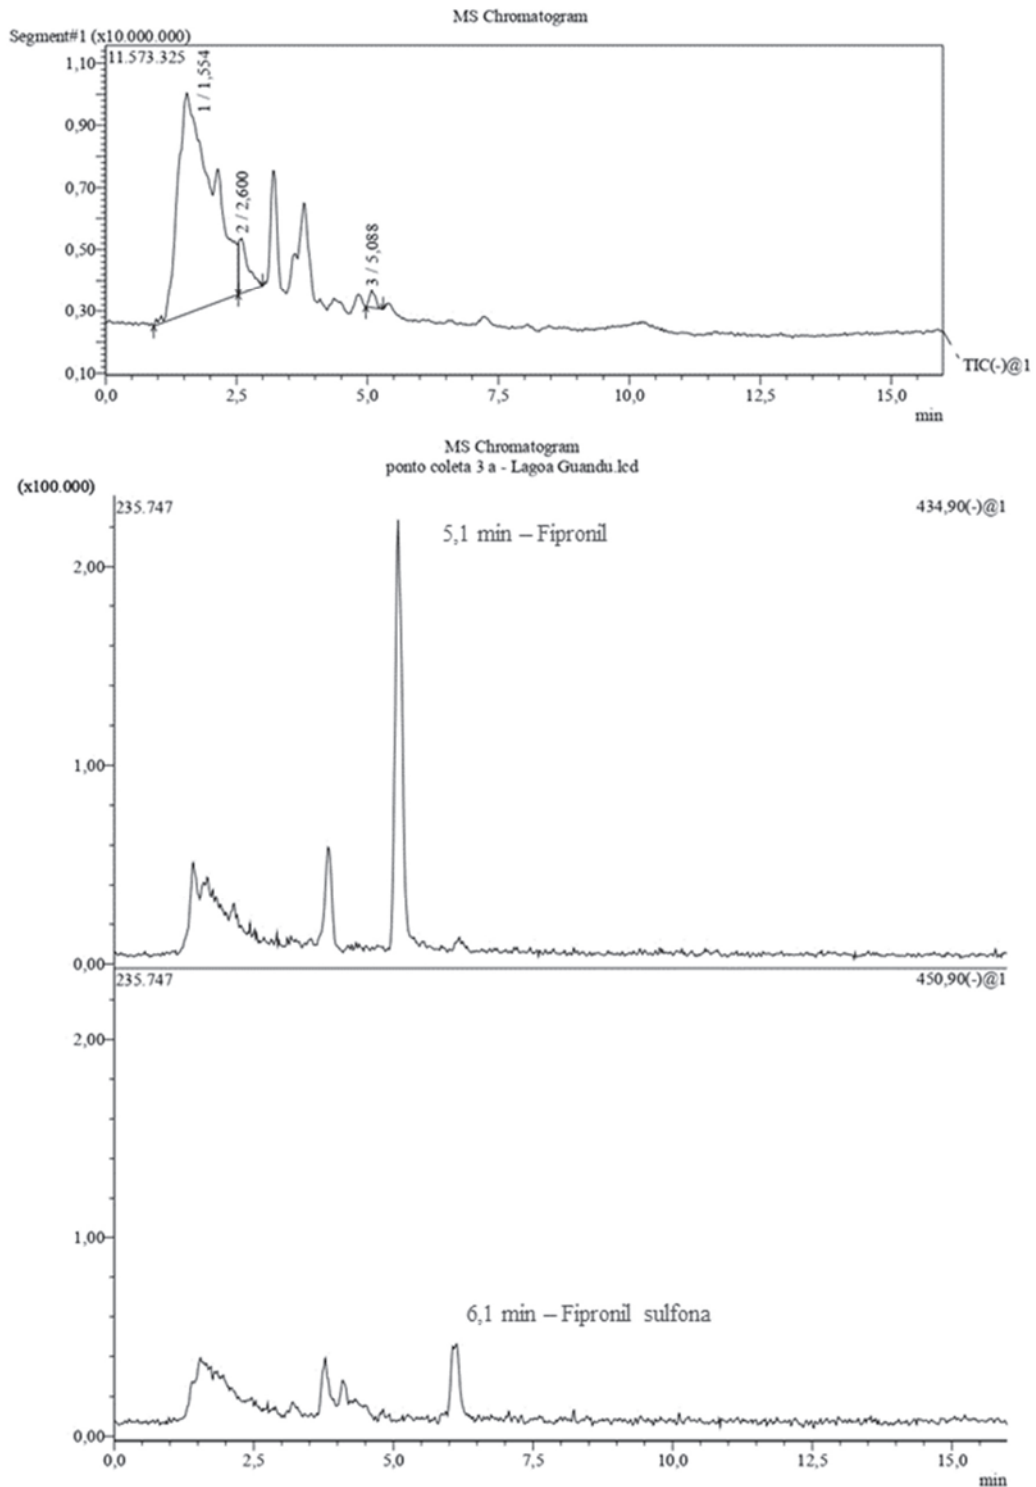 MS Chromatogram
Segment#1 (x10.000.000)
11.573.325
1 / 1,554
2 / 2,600
3 / 5,088
1,10
0,90
0,70
0,50
0,30
0,10
0,0 2,5 5,0 7,5 10,0 12,5 15,0
min
TIC(-)@1
MS Chromatogram
ponto coleta 3 a - Lagoa Guandu.lcd
(x100.000)
235.747 434,90(-)@1
5,1 min – Fipronil
2,00
1,00
0,00
235.747 450,90(-)@1
2,00
1,00
6,1 min – Fipronil sulfona
0,00
0,0 2,5 5,0 7,5 10,0 12,5 15,0
min